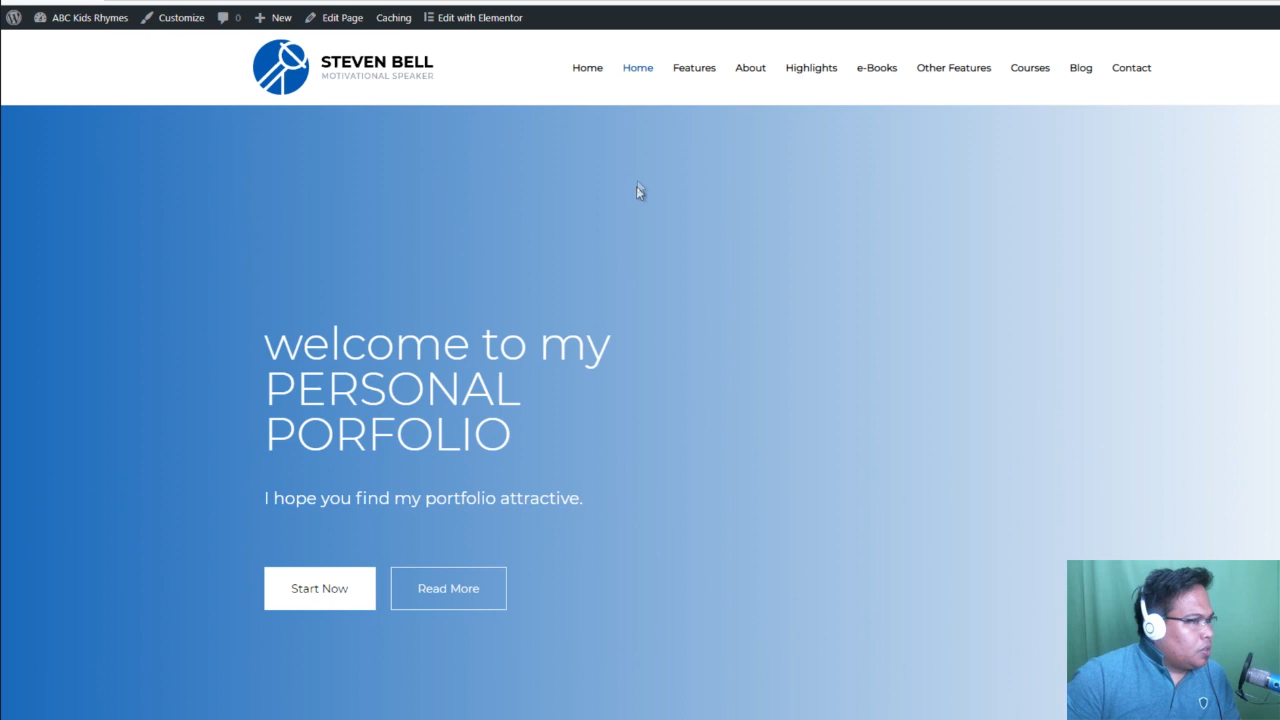 ABC Kids Rhymes Customize 0 New Edit Page Caching Edit with Elementor
STEVEN BELL
MOTIVATIONAL SPEAKER
Home Home Features About Highlights e-Books Other Features Courses Blog Contact
welcome to my
PERSONAL
PORFOLIO
I hope you find my portfolio attractive.
Start Now Read More